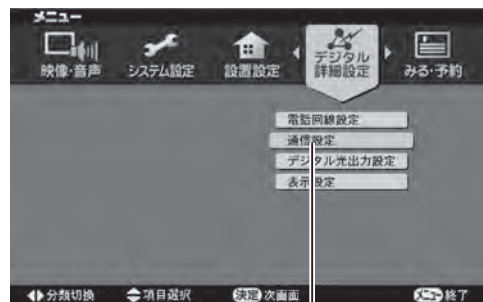 メニュー
映像・音声
システム設定
設置設定
デジタル
詳細設定
みる・予約
電話回線設定
通信設定
デジタル光出力設定
表示設定
分類切換 項目選択 決定 次画面 メニュー 終了